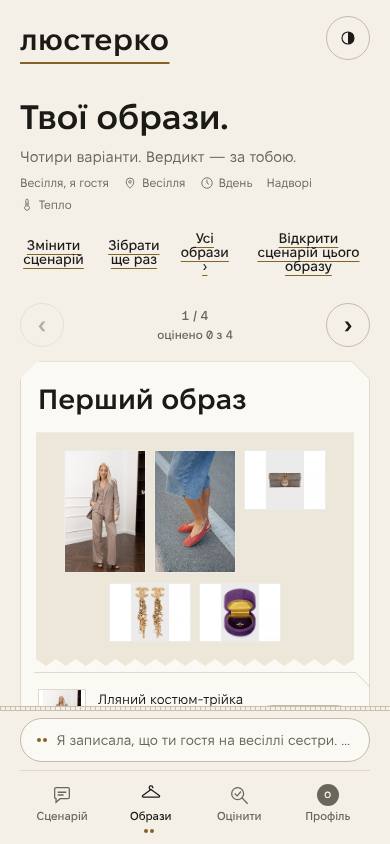 люстерко
Твої образи.
Чотири варіанти. Вердикт — за тобою.
Весілля, я гостя Весілля Вдень Надворі
Тепло
Змінити сценарій
Зібрати ще раз
Усі образи ›
Відкрити сценарій цього образу
‹ 1 / 4 ›
оцінено 0 з 4
Перший образ
Лляний костюм-трійка
Я записала, що ти гостя на весіллі сестри. ...
Сценарій Образи Оцінити Профіль
О